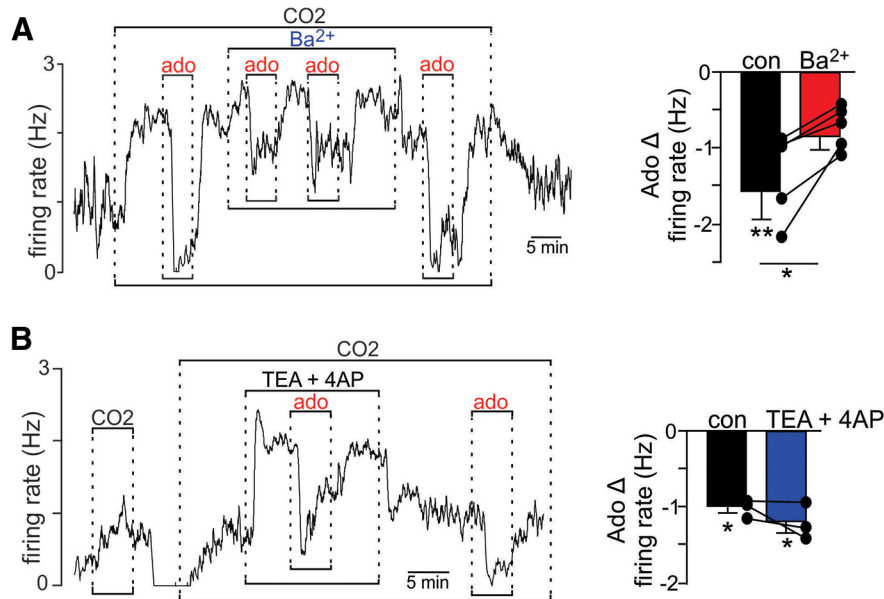 A
CO2
Ba2+
ado ado ado ado
3
0
firing rate (Hz)
5 min
con Ba2+
0
-1
-2
Ado Δ
firing rate (Hz)
**
*
B
CO2
TEA + 4AP
CO2
ado ado
3
0
firing rate (Hz)
5 min
con TEA + 4AP
0
-1
-2
Ado Δ
firing rate (Hz)
* *